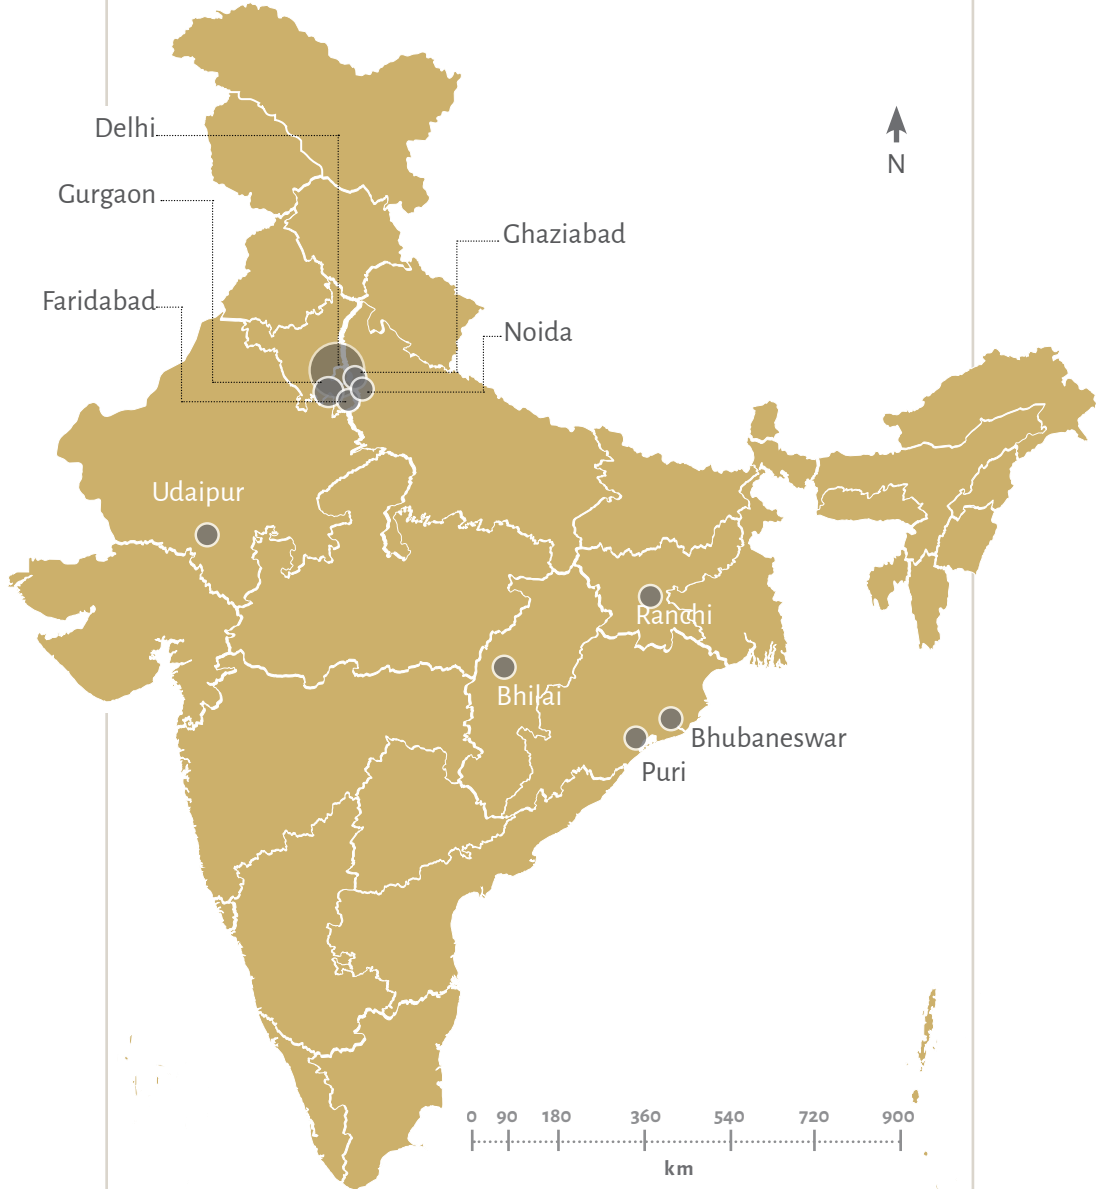 Delhi
N
Gurgaon
Ghaziabad
Faridabad
Noida
Udaipur
Ranchi
Bhilai
Bhubaneswar
Puri
0 90 180 360 540 720 900
km